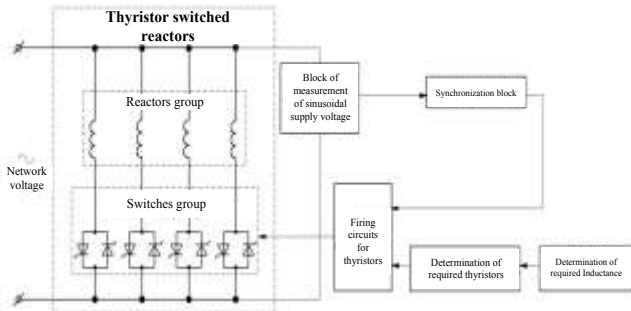 Thyristor switched
reactors
Reactors group
Network
voltage
Switches group
Block of
measurement
of sinusoidal
supply voltage
Synchronization block
Firing
circuits
for
thyristors
Determination of
required thyristors
Determination of
required Inductance